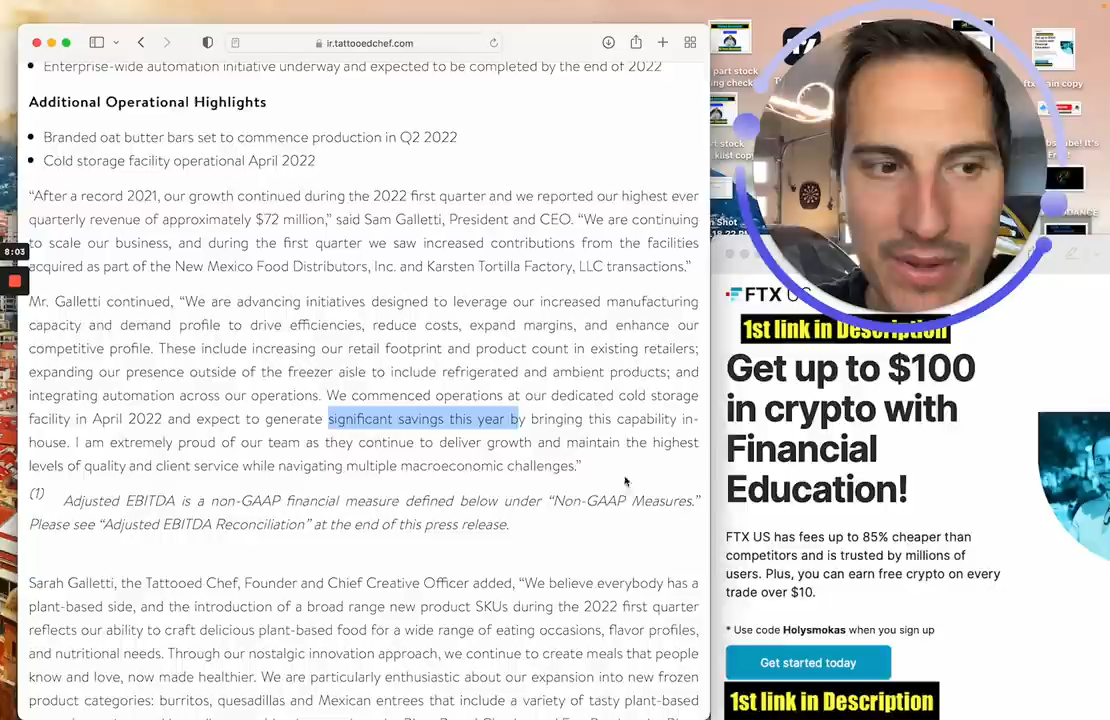 ir.tattooedchef.com
Enterprise-wide automation initiative underway and expected to be completed by the end of 2022
Additional Operational Highlights
Branded oat butter bars set to commence production in Q2 2022
Cold storage facility operational April 2022
“After a record 2021, our growth continued during the 2022 first quarter and we reported our highest ever
quarterly revenue of approximately $72 million,” said Sam Galletti, President and CEO. “We are continuing
to scale our business, and during the first quarter we saw increased contributions from the facilities
acquired as part of the New Mexico Food Distributors, Inc. and Karsten Tortilla Factory, LLC transactions.”
8:03
Mr. Galletti continued, “We are advancing initiatives designed to leverage our increased manufacturing
capacity and demand profile to drive efficiencies, reduce costs, expand margins, and enhance our
competitive profile. These include increasing our retail footprint and product count in existing retailers;
expanding our presence outside of the freezer aisle to include refrigerated and ambient products; and
integrating automation across our operations. We commenced operations at our dedicated cold storage
facility in April 2022 and expect to generate significant savings this year by bringing this capability in-
house. I am extremely proud of our team as they continue to deliver growth and maintain the highest
levels of quality and client service while navigating multiple macroeconomic challenges.”
(1) Adjusted EBITDA is a non-GAAP financial measure defined below under “Non-GAAP Measures.”
Please see “Adjusted EBITDA Reconciliation” at the end of this press release.
Sarah Galletti, the Tattooed Chef, Founder and Chief Creative Officer added, “We believe everybody has a
plant-based side, and the introduction of a broad range new product SKUs during the 2022 first quarter
reflects our ability to craft delicious plant-based food for a wide range of eating occasions, flavor profiles,
and nutritional needs. Through our nostalgic innovation approach, we continue to create meals that people
know and love, now made healthier. We are particularly enthusiastic about our expansion into new frozen
product categories: burritos, quesadillas and Mexican entrees that include a variety of tasty plant-based
part stock
ing check
copy
FTX US
1st link in Description
Get up to $100
in crypto with
Financial
Education!
FTX US has fees up to 85% cheaper than
competitors and is trusted by millions of
users. Plus, you can earn free crypto on every
trade over $10.
* Use code Holysmokas when you sign up
Get started today
1st link in Description